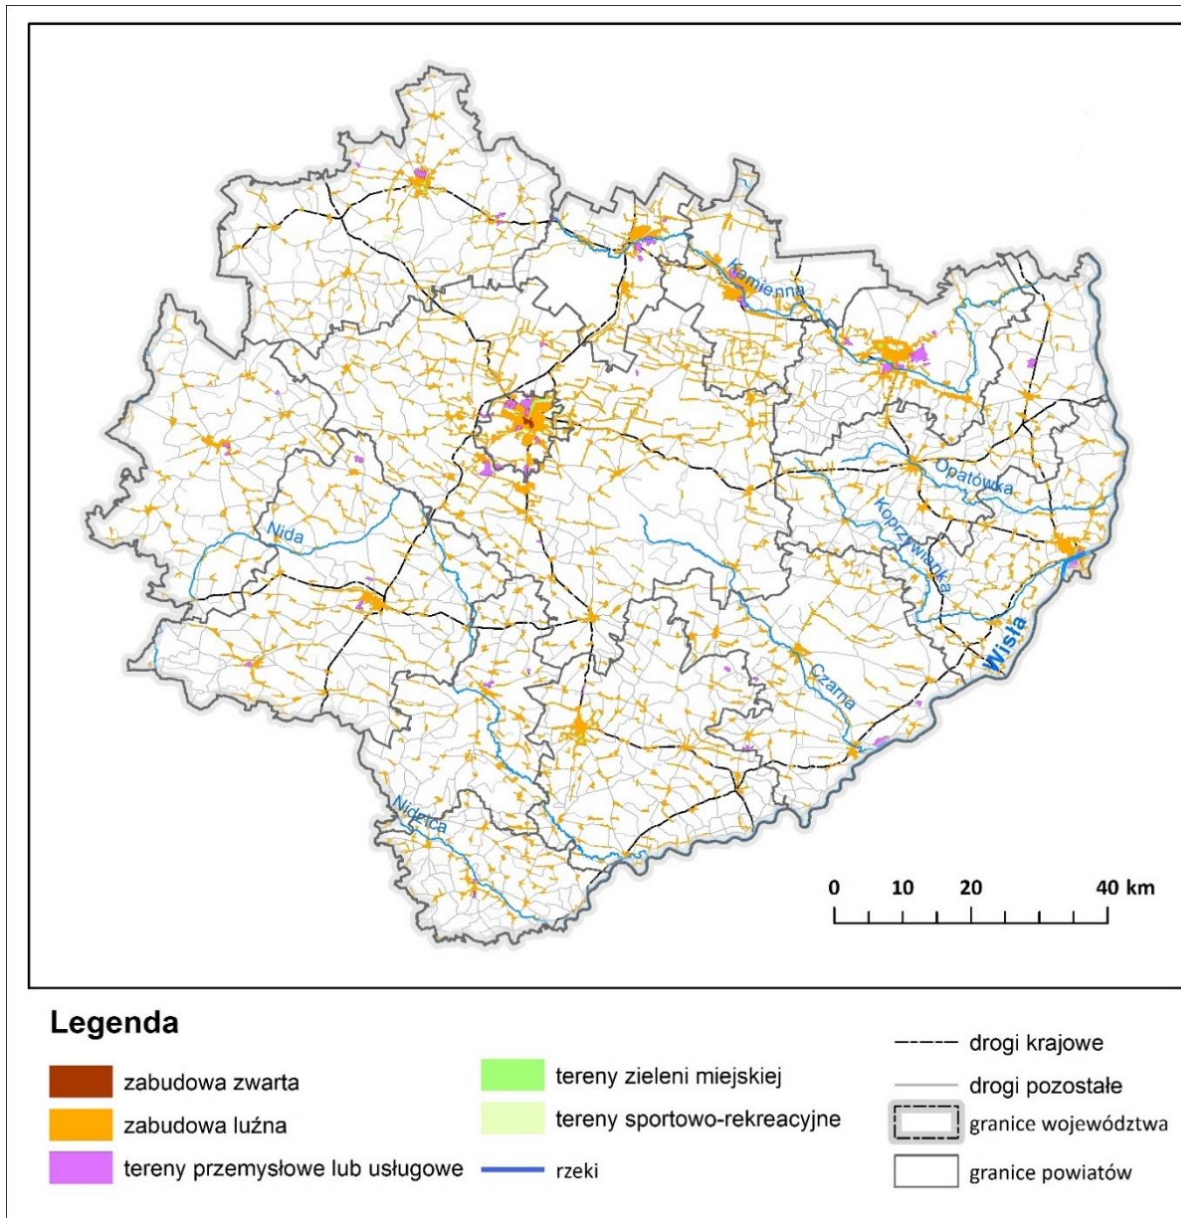 Kamienna
Opatówka
Koprzywianka
Nida
Wisła
Czarna
Nidzica
0 10 20 40 km
Legenda
zabudowa zwarta
zabudowa luźna
tereny przemysłowe lub usługowe
tereny zieleni miejskiej
tereny sportowo-rekreacyjne
rzeki
drogi krajowe
drogi pozostałe
granice województwa
granice powiatów